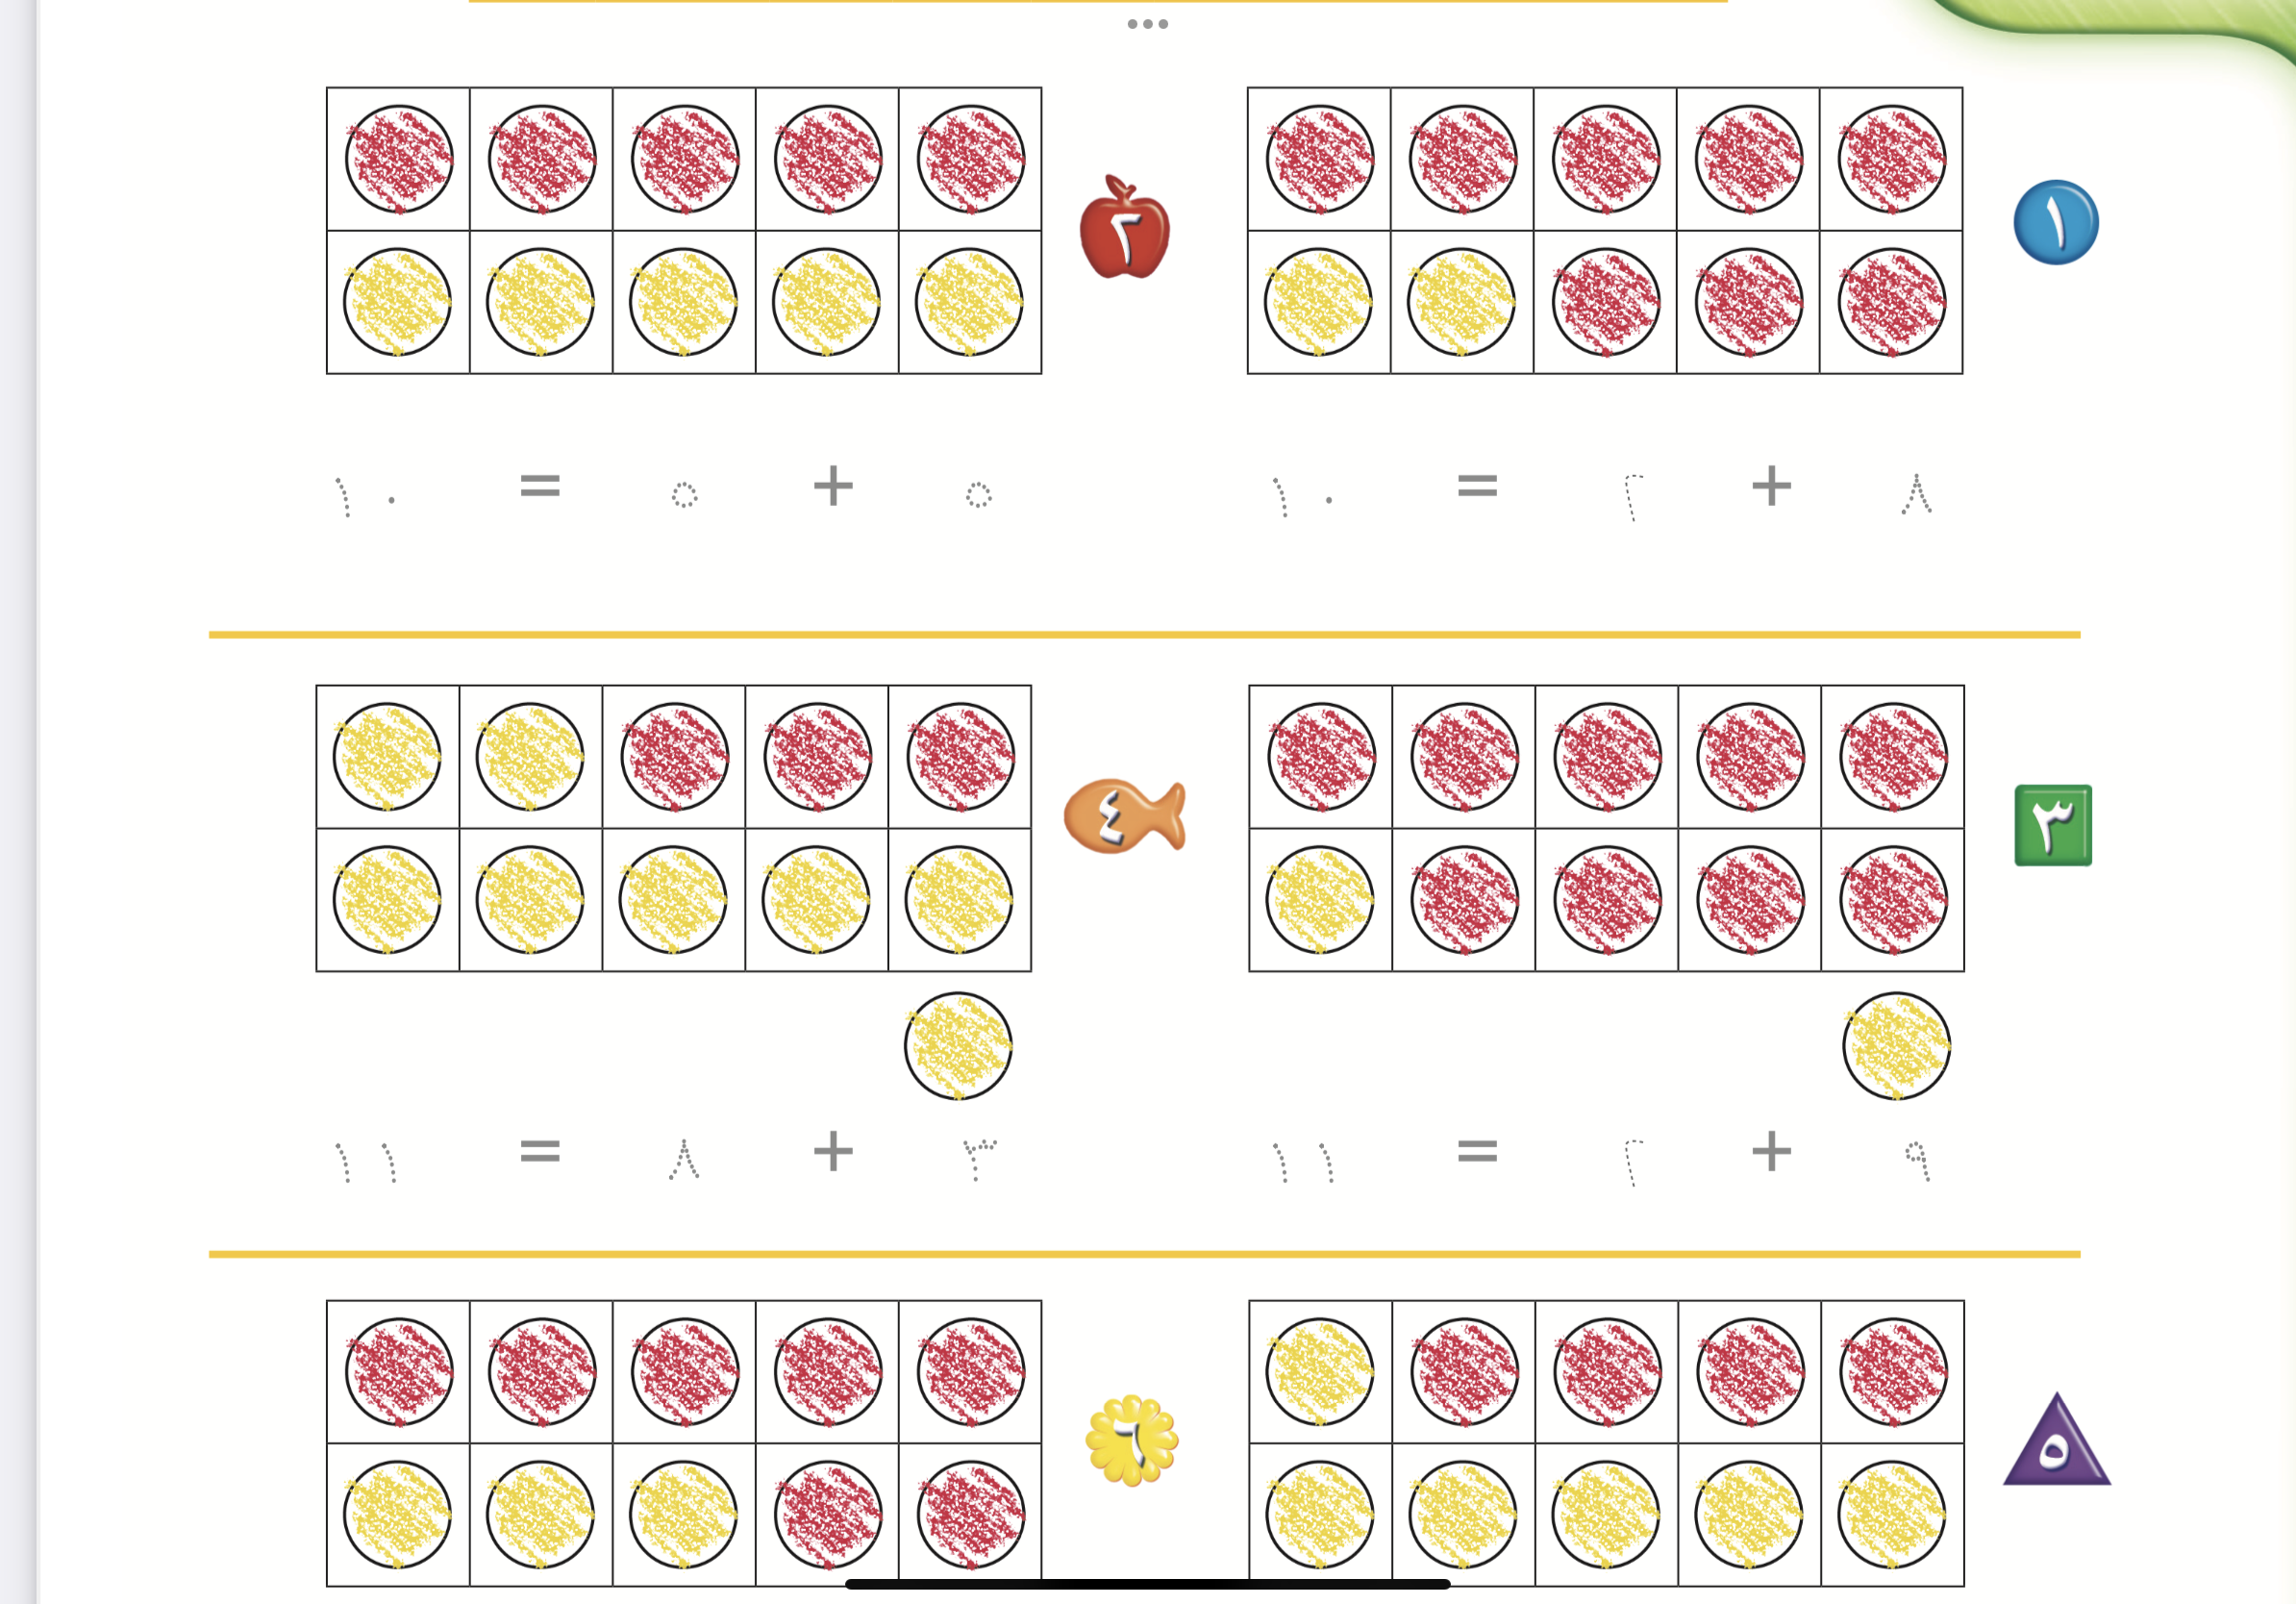 ١
٢
٨ + ٢ = ١٠
٥ + ٥ = ١٠
٣
٤
٩ + ٢ = ١١
٣ + ٨ = ١١
٥
٦